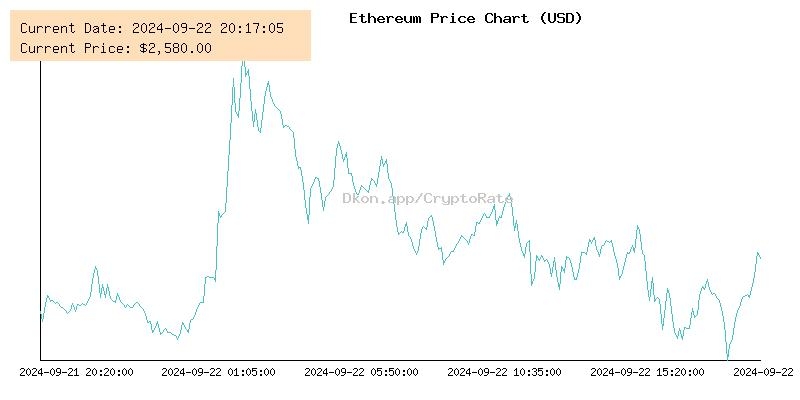 Ethereum Price Chart (USD)
Current Date: 2024-09-22 20:17:05
Current Price: $2,580.00
Dkon.app/CryptoRate
2024-09-21 20:20:00 2024-09-22 01:05:00 2024-09-22 05:50:00 2024-09-22 10:35:00 2024-09-22 15:20:00 2024-09-22